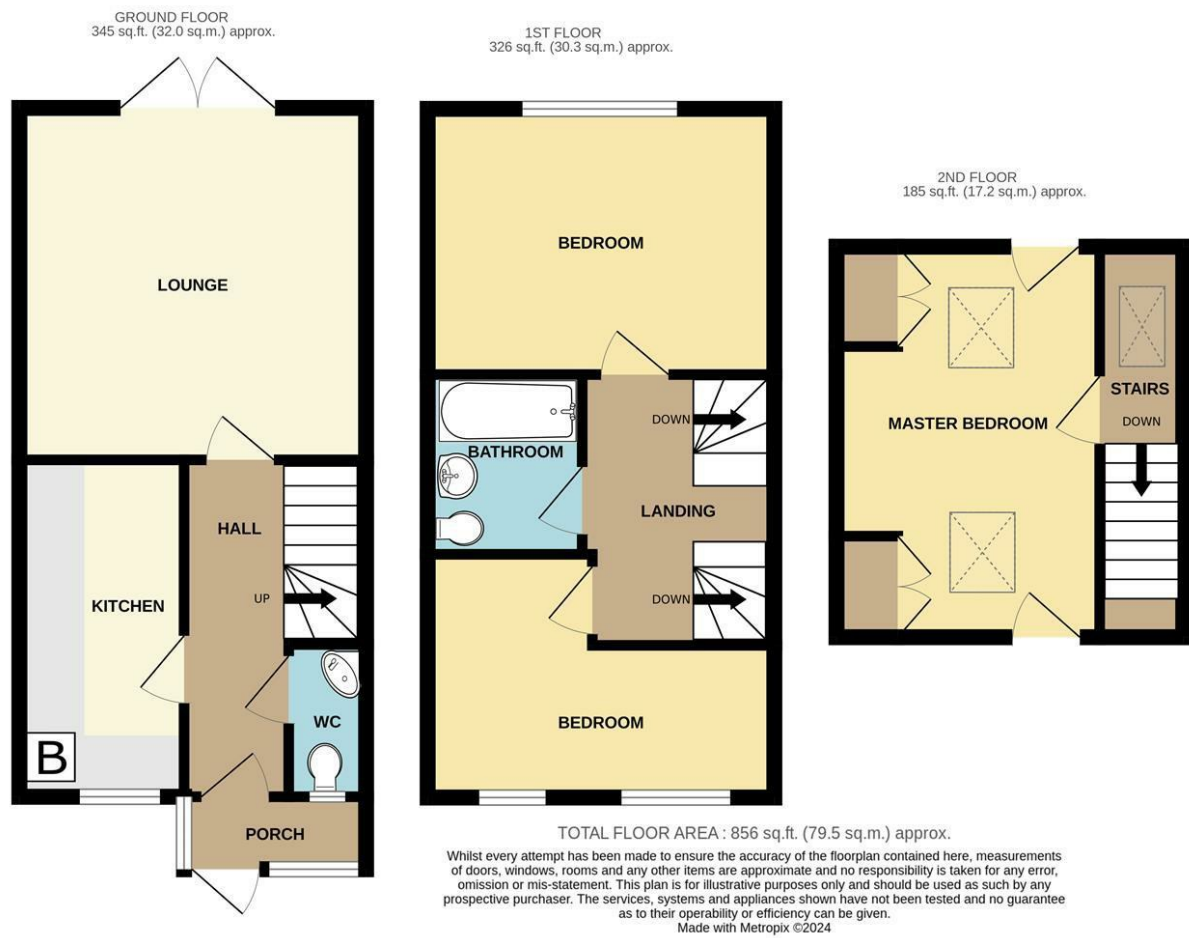 GROUND FLOOR
345 sq.ft. (32.0 sq.m.) approx.
LOUNGE
HALL
KITCHEN
UP
WC
B
PORCH
1ST FLOOR
326 sq.ft. (30.3 sq.m.) approx.
BEDROOM
DOWN
BATHROOM
LANDING
DOWN
BEDROOM
2ND FLOOR
185 sq.ft. (17.2 sq.m.) approx.
STAIRS
DOWN
MASTER BEDROOM
TOTAL FLOOR AREA : 856 sq.ft. (79.5 sq.m.) approx.
Whilst every attempt has been made to ensure the accuracy of the floorplan contained here, measurements
of doors, windows, rooms and any other items are approximate and no responsibility is taken for any error,
omission or mis-statement. This plan is for illustrative purposes only and should be used as such by any
prospective purchaser. The services, systems and appliances shown have not been tested and no guarantee
as to their operability or efficiency can be given.
Made with Metropix ©2024